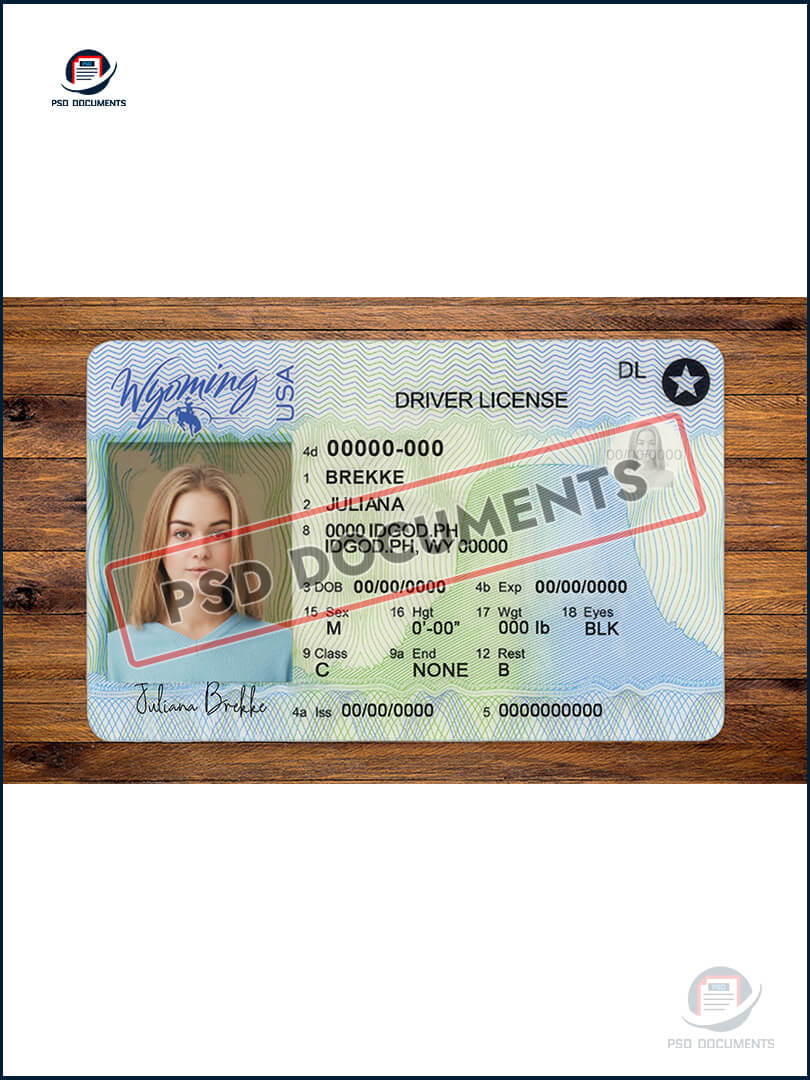 PSD
PSD DOCUMENTS
Wyoming
USA
DRIVER LICENSE
DL
4d 00000-000
00/00/0000
1 BREKKE
2 JULIANA
8 0000 IDGOD.PH
IDGOD.PH, WY 00000
PSD DOCUMENTS
3 DOB 00/00/0000 4b Exp 00/00/0000
15 Sex 16 Hgt 17 Wgt 18 Eyes
M 0'-00" 000 lb BLK
9 Class 9a End 12 Rest
C NONE B
Juliana Brekke
4a Iss 00/00/0000 5 0000000000
PSD
PSD DOCUMENTS